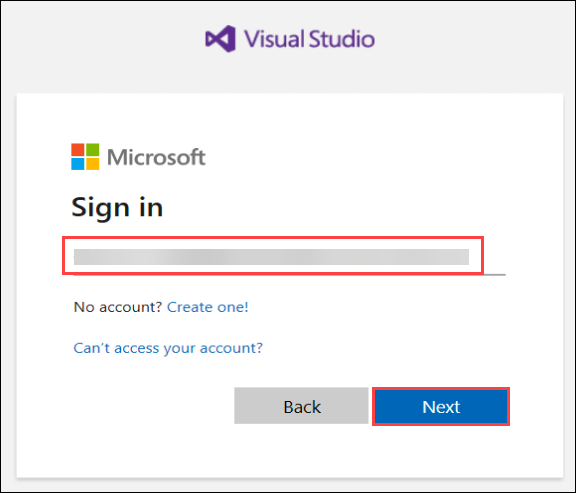 Visual Studio
Microsoft
Sign in
No account? Create one!
Can't access your account?
Back
Next